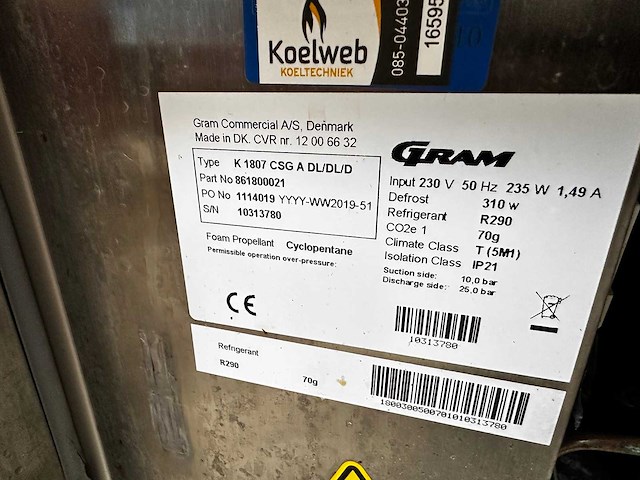 Koelweb
KOELTECHNIEK
085-04403
16595
10
Gram Commercial A/S, Denmark
Made in DK. CVR nr. 12 00 66 32
Type K 1807 CSG A DL/DL/D
Part No 861800021
PO No 1114019 YYYY-WW2019-51
S/N 10313780
Foam Propellant Cyclopentane
Permissible operation over-pressure:
CE
GRAM
Input 230 V 50 Hz 235 W 1,49 A
Defrost 310 w
Refrigerant R290
CO2e 1 70g
Climate Class T (5M1)
Isolation Class IP21
Suction side: 10,0 bar
Discharge side: 25,0 bar
10313780
Refrigerant
R290
70g
1800300500701010313780